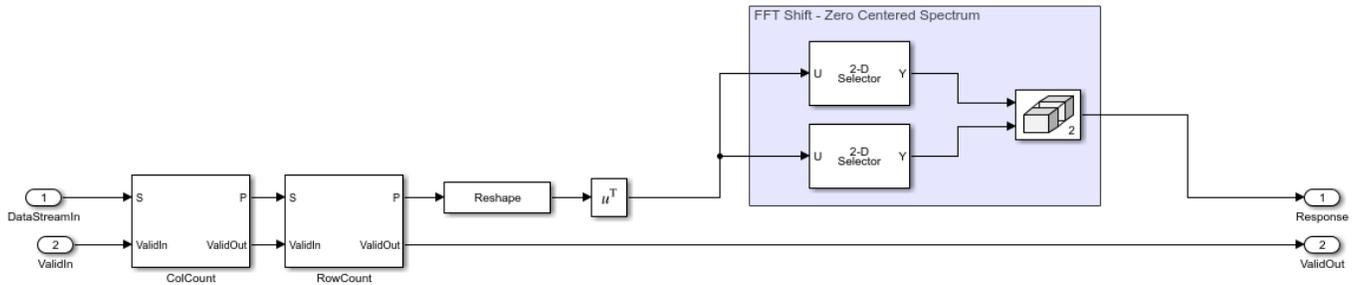 FFT Shift - Zero Centered Spectrum
U 2-D Selector Y
2
U 2-D Selector Y
1
DataStreamIn
S P
S P
Reshape
uT
1
Response
2
ValidIn
ValidIn ValidOut
ValidIn ValidOut
2
ValidOut
ColCount
RowCount